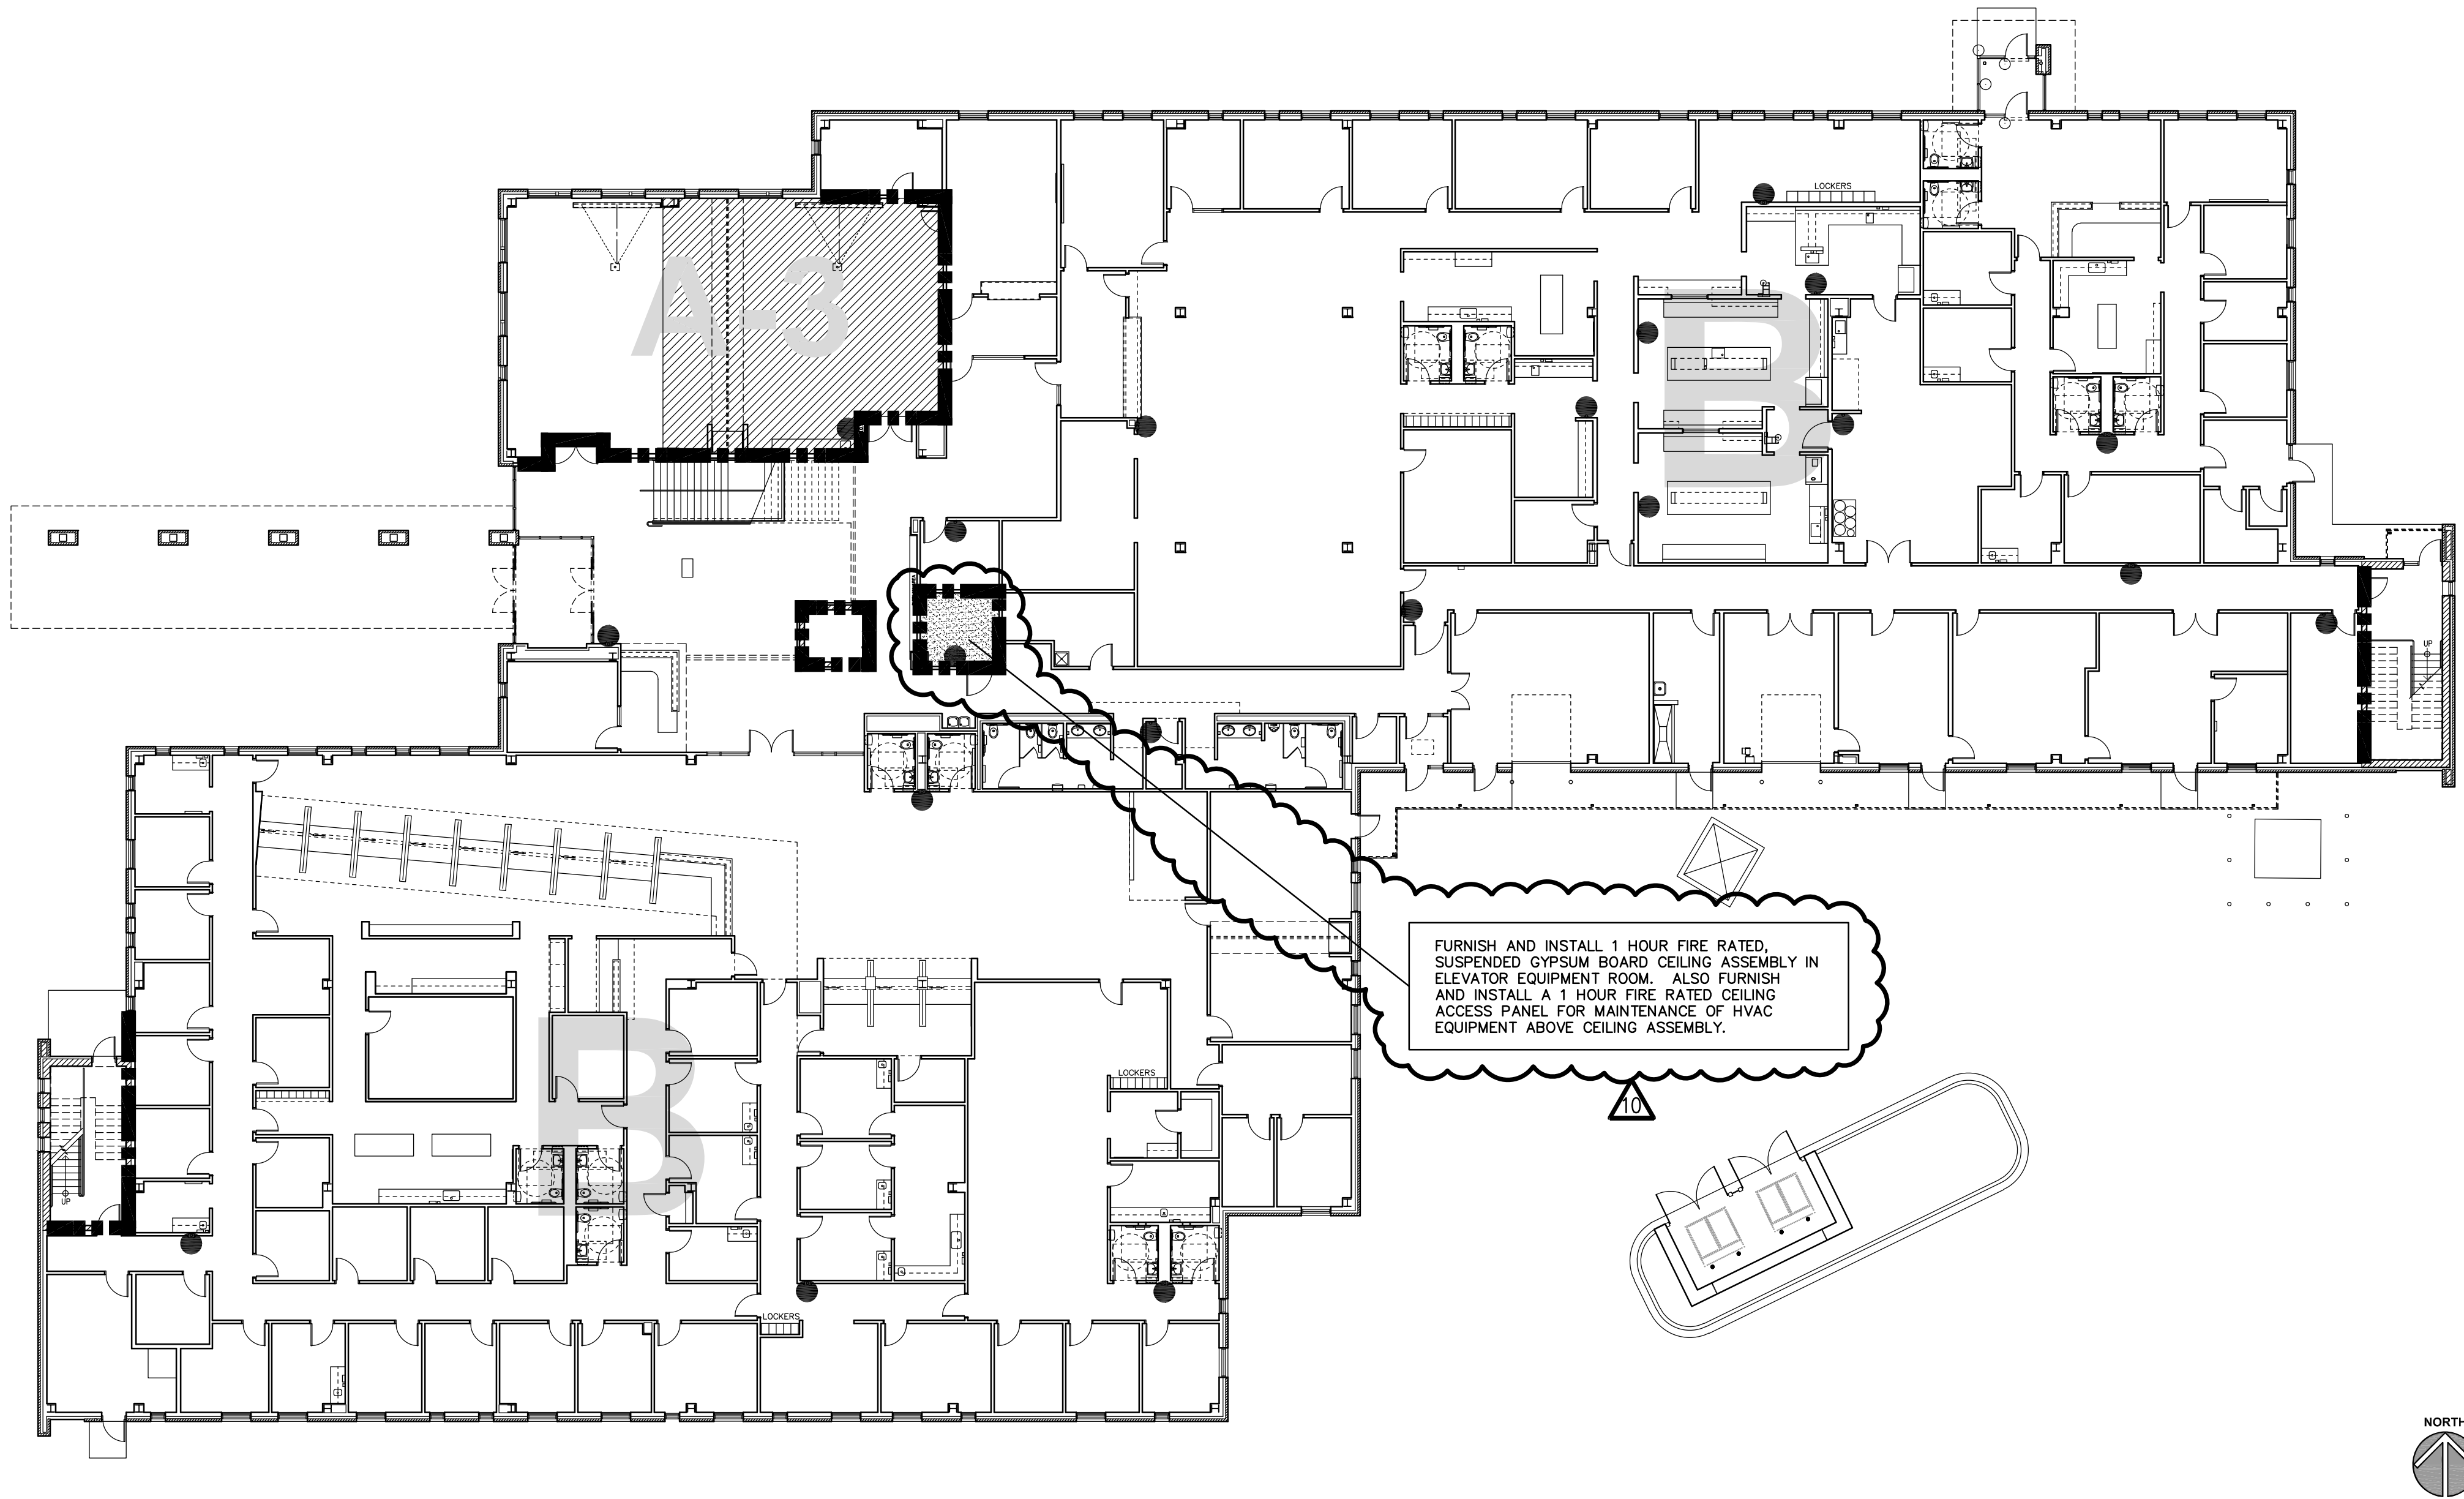 LOCKERS
A-3
B
UP
FURNISH AND INSTALL 1 HOUR FIRE RATED,
SUSPENDED GYPSUM BOARD CEILING ASSEMBLY IN
ELEVATOR EQUIPMENT ROOM. ALSO FURNISH
AND INSTALL A 1 HOUR FIRE RATED CEILING
ACCESS PANEL FOR MAINTENANCE OF HVAC
EQUIPMENT ABOVE CEILING ASSEMBLY.
10
LOCKERS
B
UP
LOCKERS
NORTH